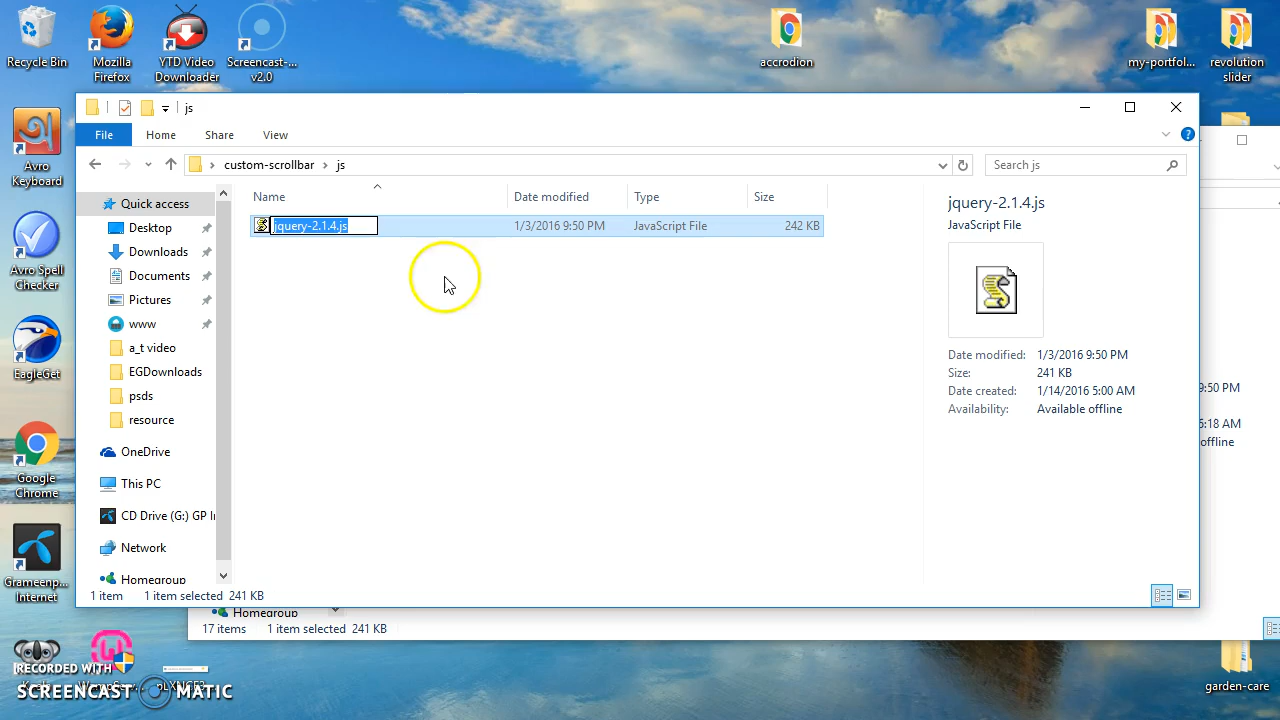 Recycle Bin
Mozilla
Firefox
YTD Video
Downloader
Screencast-...
v2.0
accrodion
my-portfol...
revolution
slider
Avro
Keyboard
Avro Spell
Checker
EagleGet
Google
Chrome
Grameenp...
Internet
js
File
Home
Share
View
custom-scrollbar
js
Search js
Quick access
Desktop
Downloads
Documents
Pictures
www
a_t video
EGDownloads
psds
resource
OneDrive
This PC
CD Drive (G:) GP I
Network
Homegroup
Name
Date modified
Type
Size
jquery-2.1.4.js
1/3/2016 9:50 PM
JavaScript File
242 KB
jquery-2.1.4.js
JavaScript File
Date modified: 1/3/2016 9:50 PM
Size: 241 KB
Date created: 1/14/2016 5:00 AM
Availability: Available offline
1 item 1 item selected 241 KB
9:50 PM
6:18 AM
offline
Homegroup
17 items 1 item selected 241 KB
garden-care
RECORDED WITH
SCREENCAST MATIC